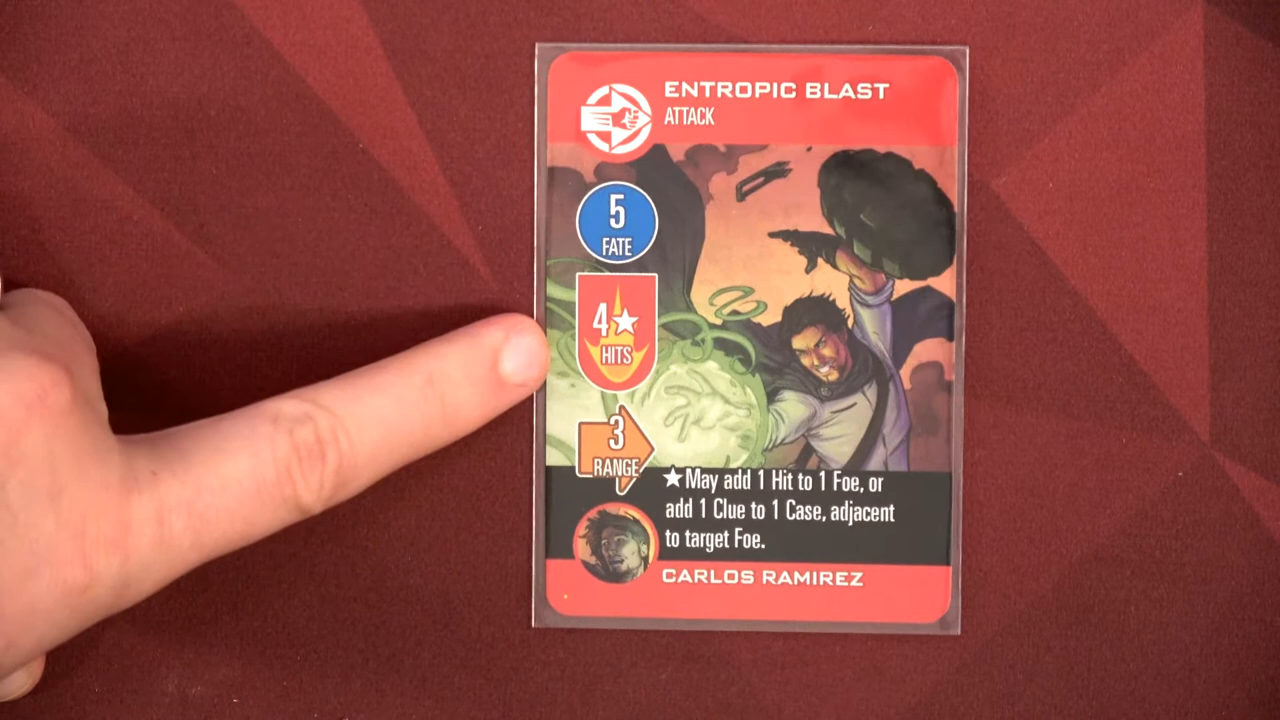 ENTROPIC BLAST
ATTACK
5
FATE
4★
HITS
3
RANGE
★May add 1 Hit to 1 Foe, or
add 1 Clue to 1 Case, adjacent
to target Foe.
CARLOS RAMIREZ